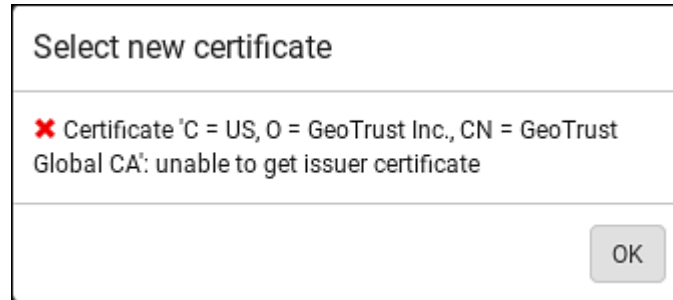 Select new certificate
✖ Certificate 'C = US, O = GeoTrust Inc., CN = GeoTrust
Global CA': unable to get issuer certificate
OK